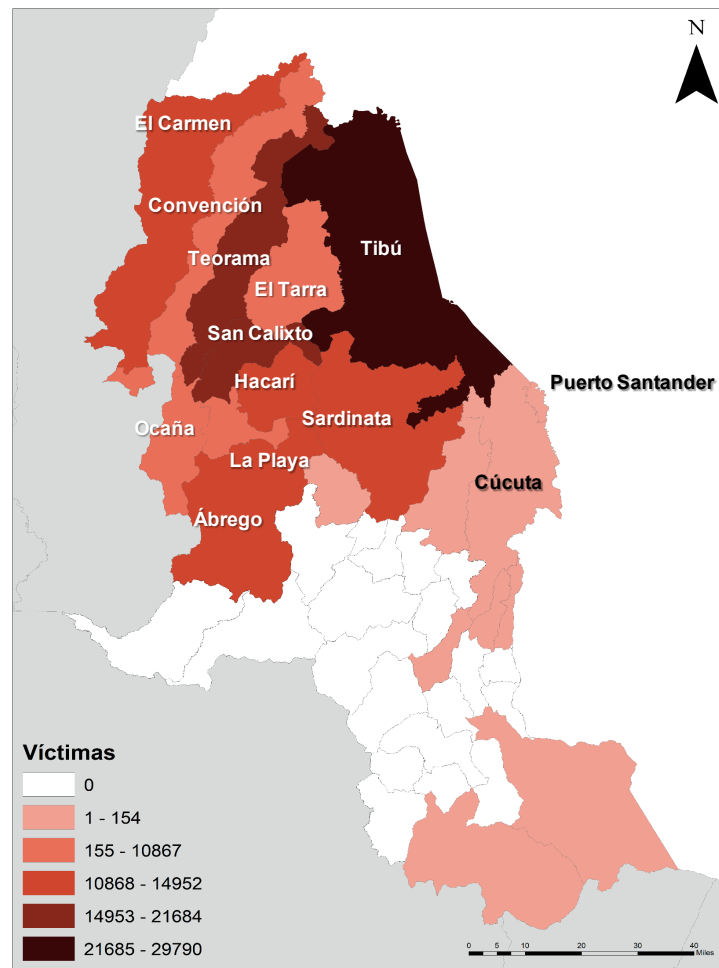 N
El Carmen
Convención
Teorama
Tibú
El Tarra
San Calixto
Hacarí
Puerto Santander
Ocaña
Sardinata
La Playa
Cúcuta
Ábrego
Víctimas
0
1 - 154
155 - 10867
10868 - 14952
14953 - 21684
21685 - 29790
0 5 10 20 30 40
Miles